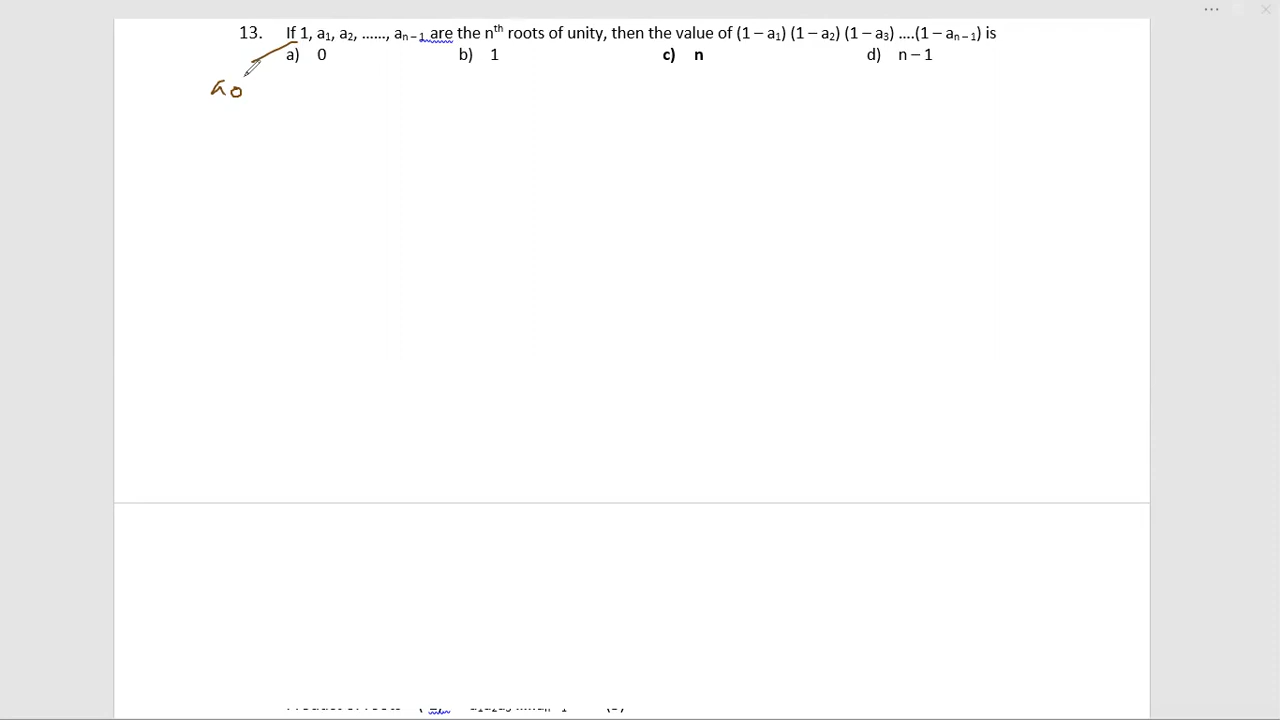 13. If 1, a₁, a₂, ......, aₙ₋₁ are the nᵗʰ roots of unity, then the value of (1 – a₁) (1 – a₂) (1 – a₃) ....(1 – aₙ₋₁) is
a) 0 b) 1 c) n d) n – 1
a₀